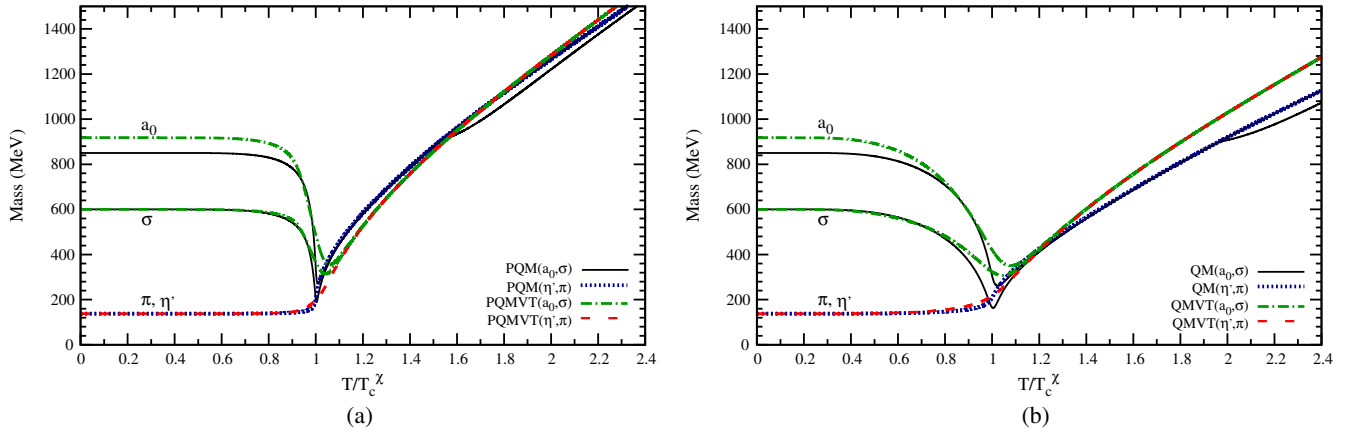 1400
1200
1000
800
600
400
200
0
Mass (MeV)
a₀
σ
π, η'
PQM(a₀,σ)
PQM(η',π)
PQMVT(a₀,σ)
PQMVT(η',π)
0 0.2 0.4 0.6 0.8 1 1.2 1.4 1.6 1.8 2 2.2 2.4
T/T_c^χ
(a)
1400
1200
1000
800
600
400
200
0
Mass (MeV)
a₀
σ
π, η'
QM(a₀,σ)
QM(η',π)
QMVT(a₀,σ)
QMVT(η',π)
0 0.2 0.4 0.6 0.8 1 1.2 1.4 1.6 1.8 2 2.2 2.4
T/T_c^χ
(b)